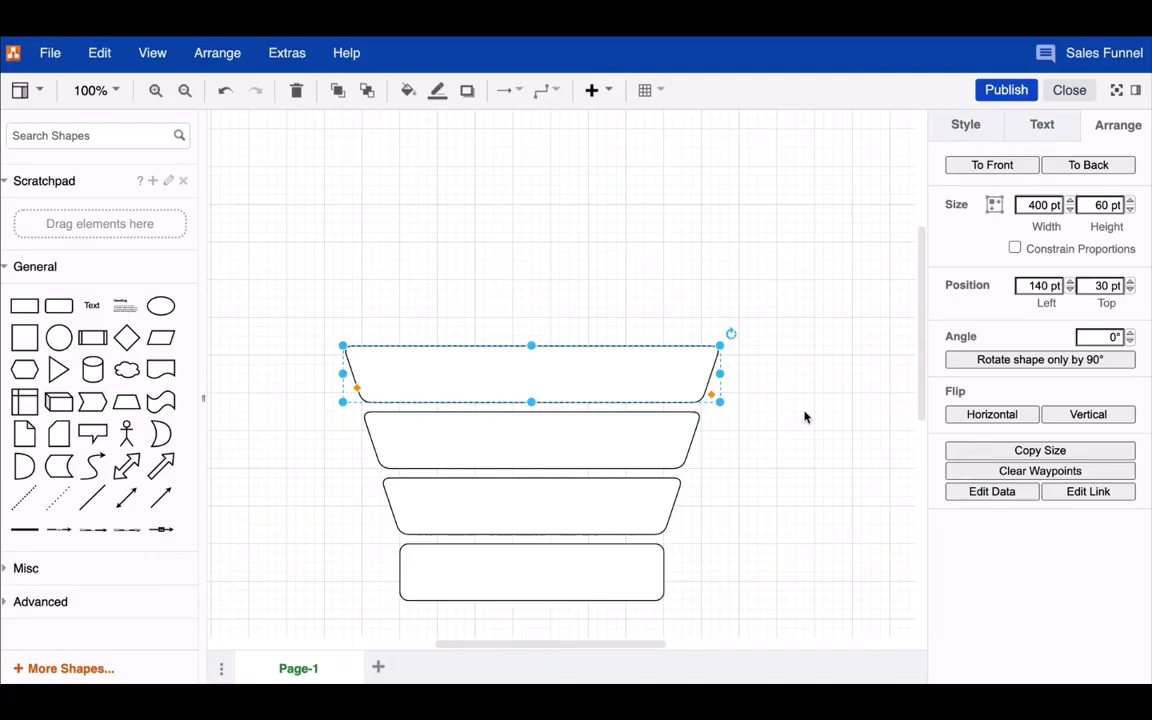 File Edit View Arrange Extras Help Sales Funnel
100% Publish Close
Search Shapes
Style Text Arrange
To Front To Back
Scratchpad ?
Size 400 pt 60 pt
Width Height
Drag elements here
Constrain Proportions
General
Position 140 pt 30 pt
Left Top
Text Heading
Angle 0°
Rotate shape only by 90°
Flip
Horizontal Vertical
Copy Size
Clear Waypoints
Edit Data Edit Link
Misc
Advanced
+ More Shapes...
Page-1